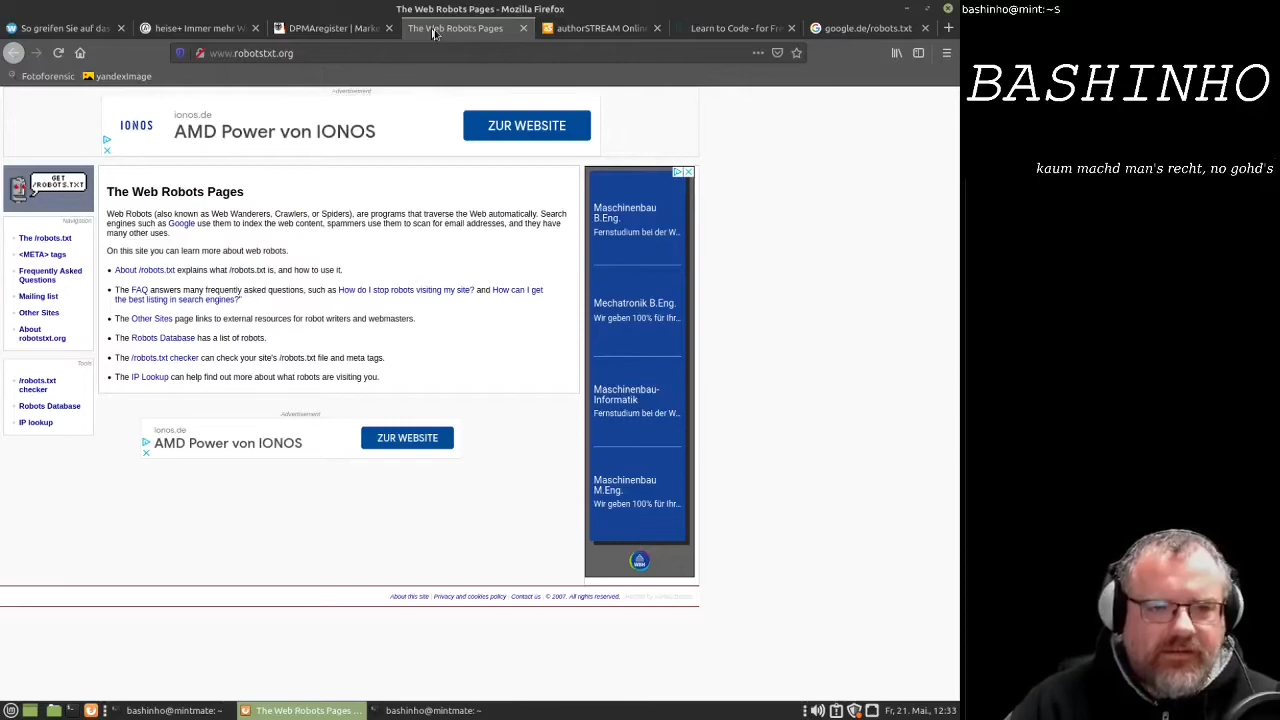 The Web Robots Pages - Mozilla Firefox
So greifen Sie auf das
heise+ Immer mehr W
DPMAregister | Marke
The Web Robots Pages
authorSTREAM Onlin
Learn to Code - for Fre
google.de/robots.txt
www.robotstxt.org
Fotoforensic
yandexImage
Advertisement
IONOS
ionos.de
AMD Power von IONOS
ZUR WEBSITE
GET
/ROBOTS.TXT
Navigation
The /robots.txt
<META> tags
Frequently Asked
Questions
Mailing list
Other Sites
About
robotstxt.org
Tools
/robots.txt
checker
Robots Database
IP lookup
The Web Robots Pages
Web Robots (also known as Web Wanderers, Crawlers, or Spiders), are programs that traverse the Web automatically. Search
engines such as Google use them to index the web content, spammers use them to scan for email addresses, and they have
many other uses.
On this site you can learn more about web robots.
• About /robots.txt explains what /robots.txt is, and how to use it.
• The FAQ answers many frequently asked questions, such as How do I stop robots visiting my site? and How can I get
the best listing in search engines?"
• The Other Sites page links to external resources for robot writers and webmasters.
• The Robots Database has a list of robots.
• The /robots.txt checker can check your site's /robots.txt file and meta tags.
• The IP Lookup can help find out more about what robots are visiting you.
Advertisement
ionos.de
AMD Power von IONOS
ZUR WEBSITE
Maschinenbau
B.Eng.
Fernstudium bei der W...
Mechatronik B.Eng.
Wir geben 100% für Ihr...
Maschinenbau-
Informatik
Fernstudium bei der W...
Maschinenbau
M.Eng.
Wir geben 100% für Ihr...
WBH
About this site | Privacy and cookies policy | Contact us | © 2007. All rights reserved.
bashinho@mint:~$
BASHINHO
kaum machd man's recht, no gohd's
bashinho@mintmate: ~
The Web Robots Pages ...
bashinho@mintmate: ~
Fr, 21. Mai., 12:33